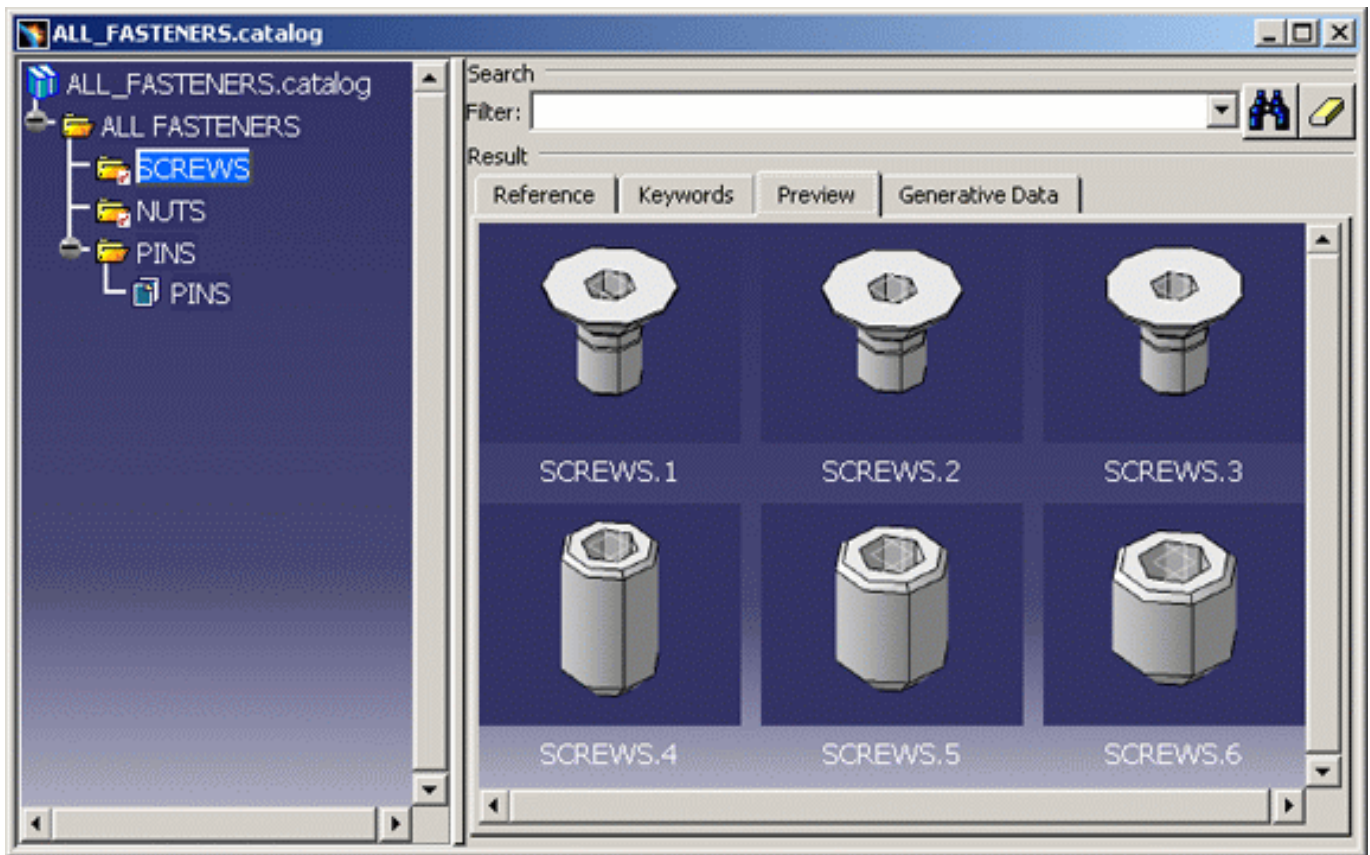 ALL_FASTENERS.catalog
ALL_FASTENERS.catalog
ALL FASTENERS
SCREWS
NUTS
PINS
PINS
Search
Filter:
Result
Reference Keywords Preview Generative Data
SCREWS.1 SCREWS.2 SCREWS.3
SCREWS.4 SCREWS.5 SCREWS.6